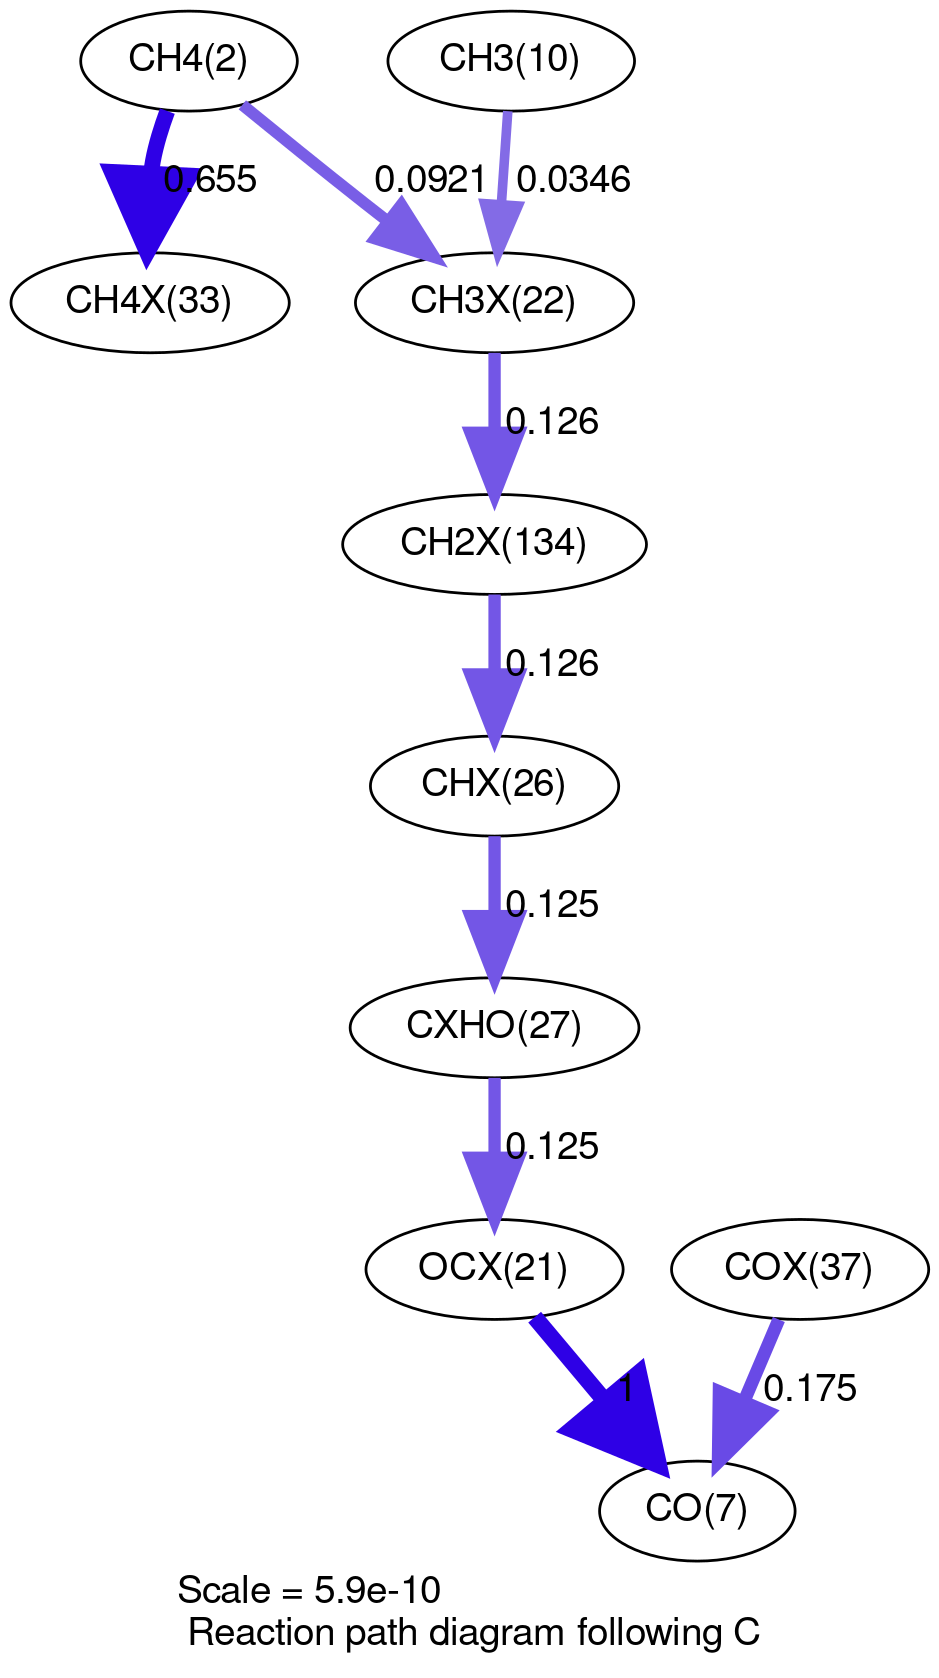 CH4(2)
CH3(10)
0.655
0.0921
0.0346
CH4X(33)
CH3X(22)
0.126
CH2X(134)
0.126
CHX(26)
0.125
CXHO(27)
0.125
OCX(21)
COX(37)
1
0.175
CO(7)
Scale = 5.9e-10
Reaction path diagram following C